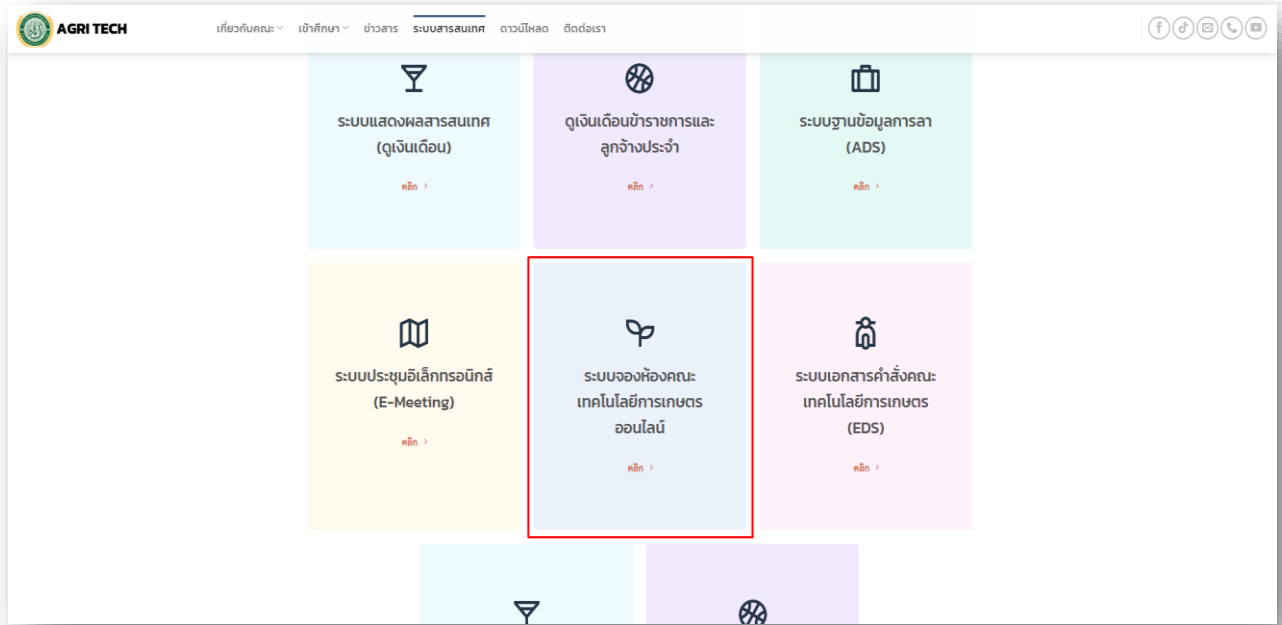 AGRI TECH
เกี่ยวกับคณะ
เข้าศึกษา
ข่าวสาร
ระบบสารสนเทศ
ดาวน์โหลด
ติดต่อเรา
ระบบแสดงผลสารสนเทศ
(ดูเงินเดือน)
คลิก
ดูเงินเดือนข้าราชการและ
ลูกจ้างประจำ
คลิก
ระบบฐานข้อมูลการลา
(ADS)
คลิก
ระบบประชุมอิเล็กทรอนิกส์
(E-Meeting)
คลิก
ระบบจองห้องคณะ
เทคโนโลยีการเกษตร
ออนไลน์
คลิก
ระบบเอกสารคำสั่งคณะ
เทคโนโลยีการเกษตร
(EDS)
คลิก